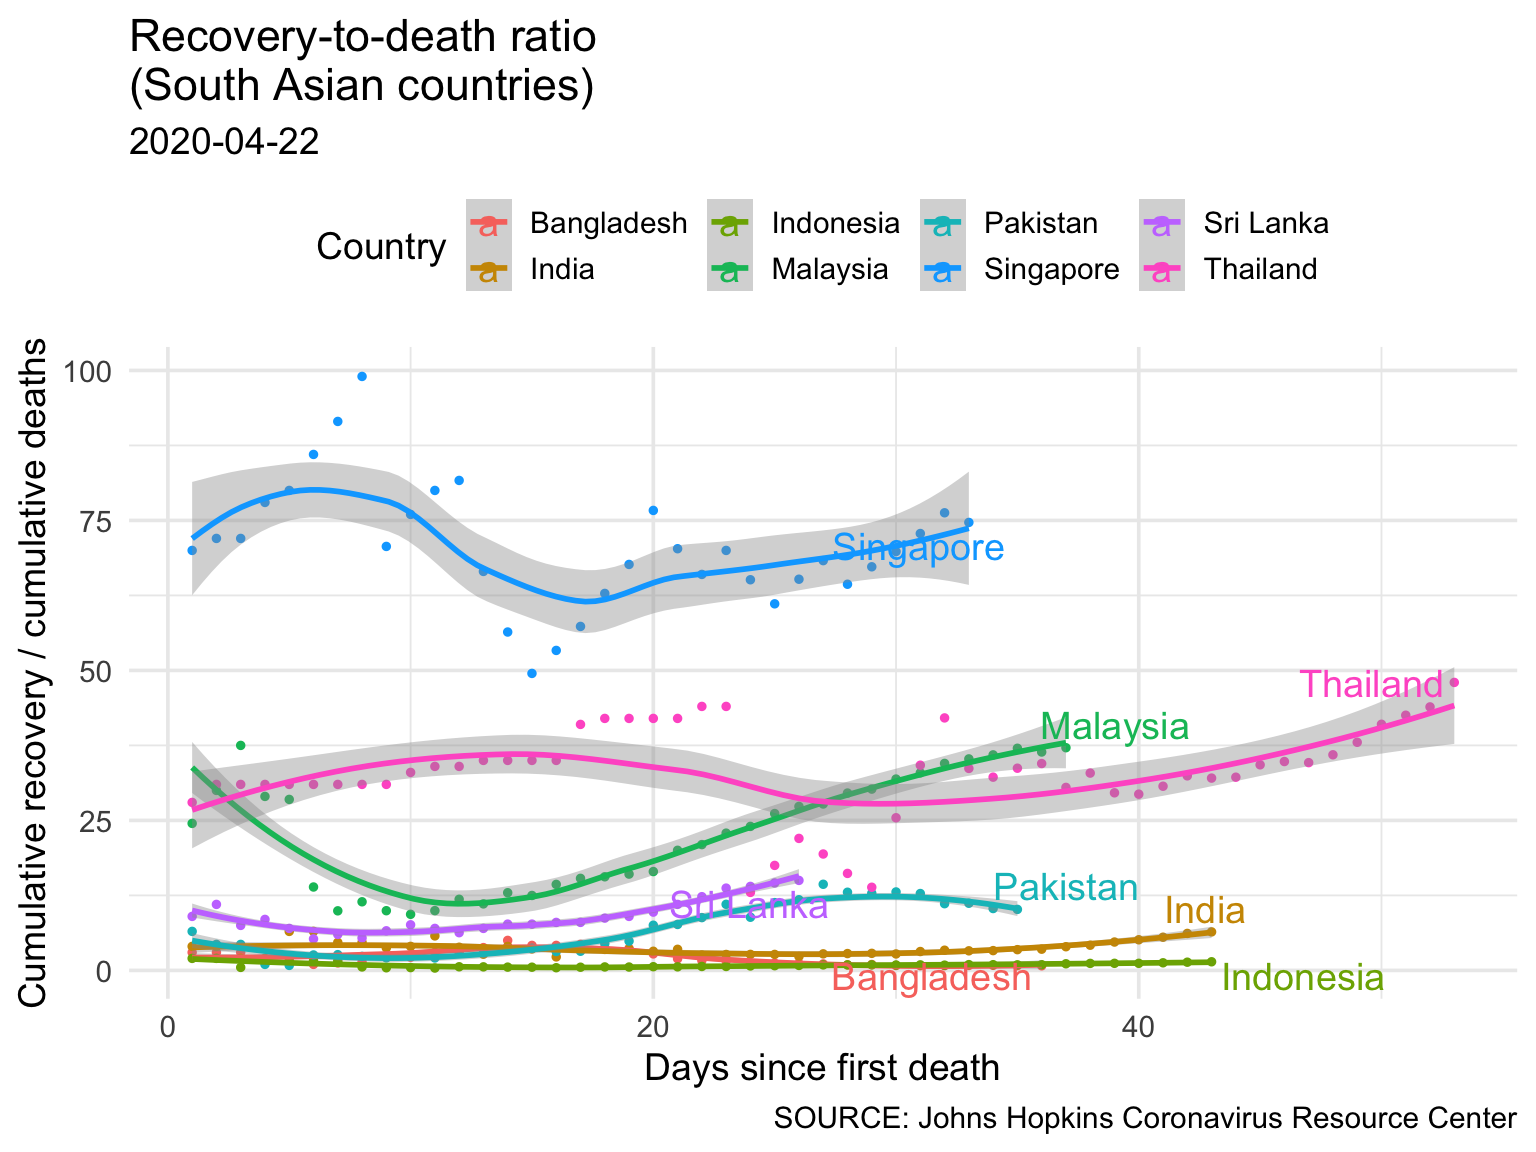 Recovery-to-death ratio
(South Asian countries)
2020-04-22
Country
a Bangladesh a Indonesia a Pakistan a Sri Lanka
a India a Malaysia a Singapore a Thailand
Cumulative recovery / cumulative deaths
100
75
50
25
0
Singapore
Thailand
Malaysia
Sri Lanka
Pakistan
India
Bangladesh
Indonesia
0 20 40
Days since first death
SOURCE: Johns Hopkins Coronavirus Resource Center